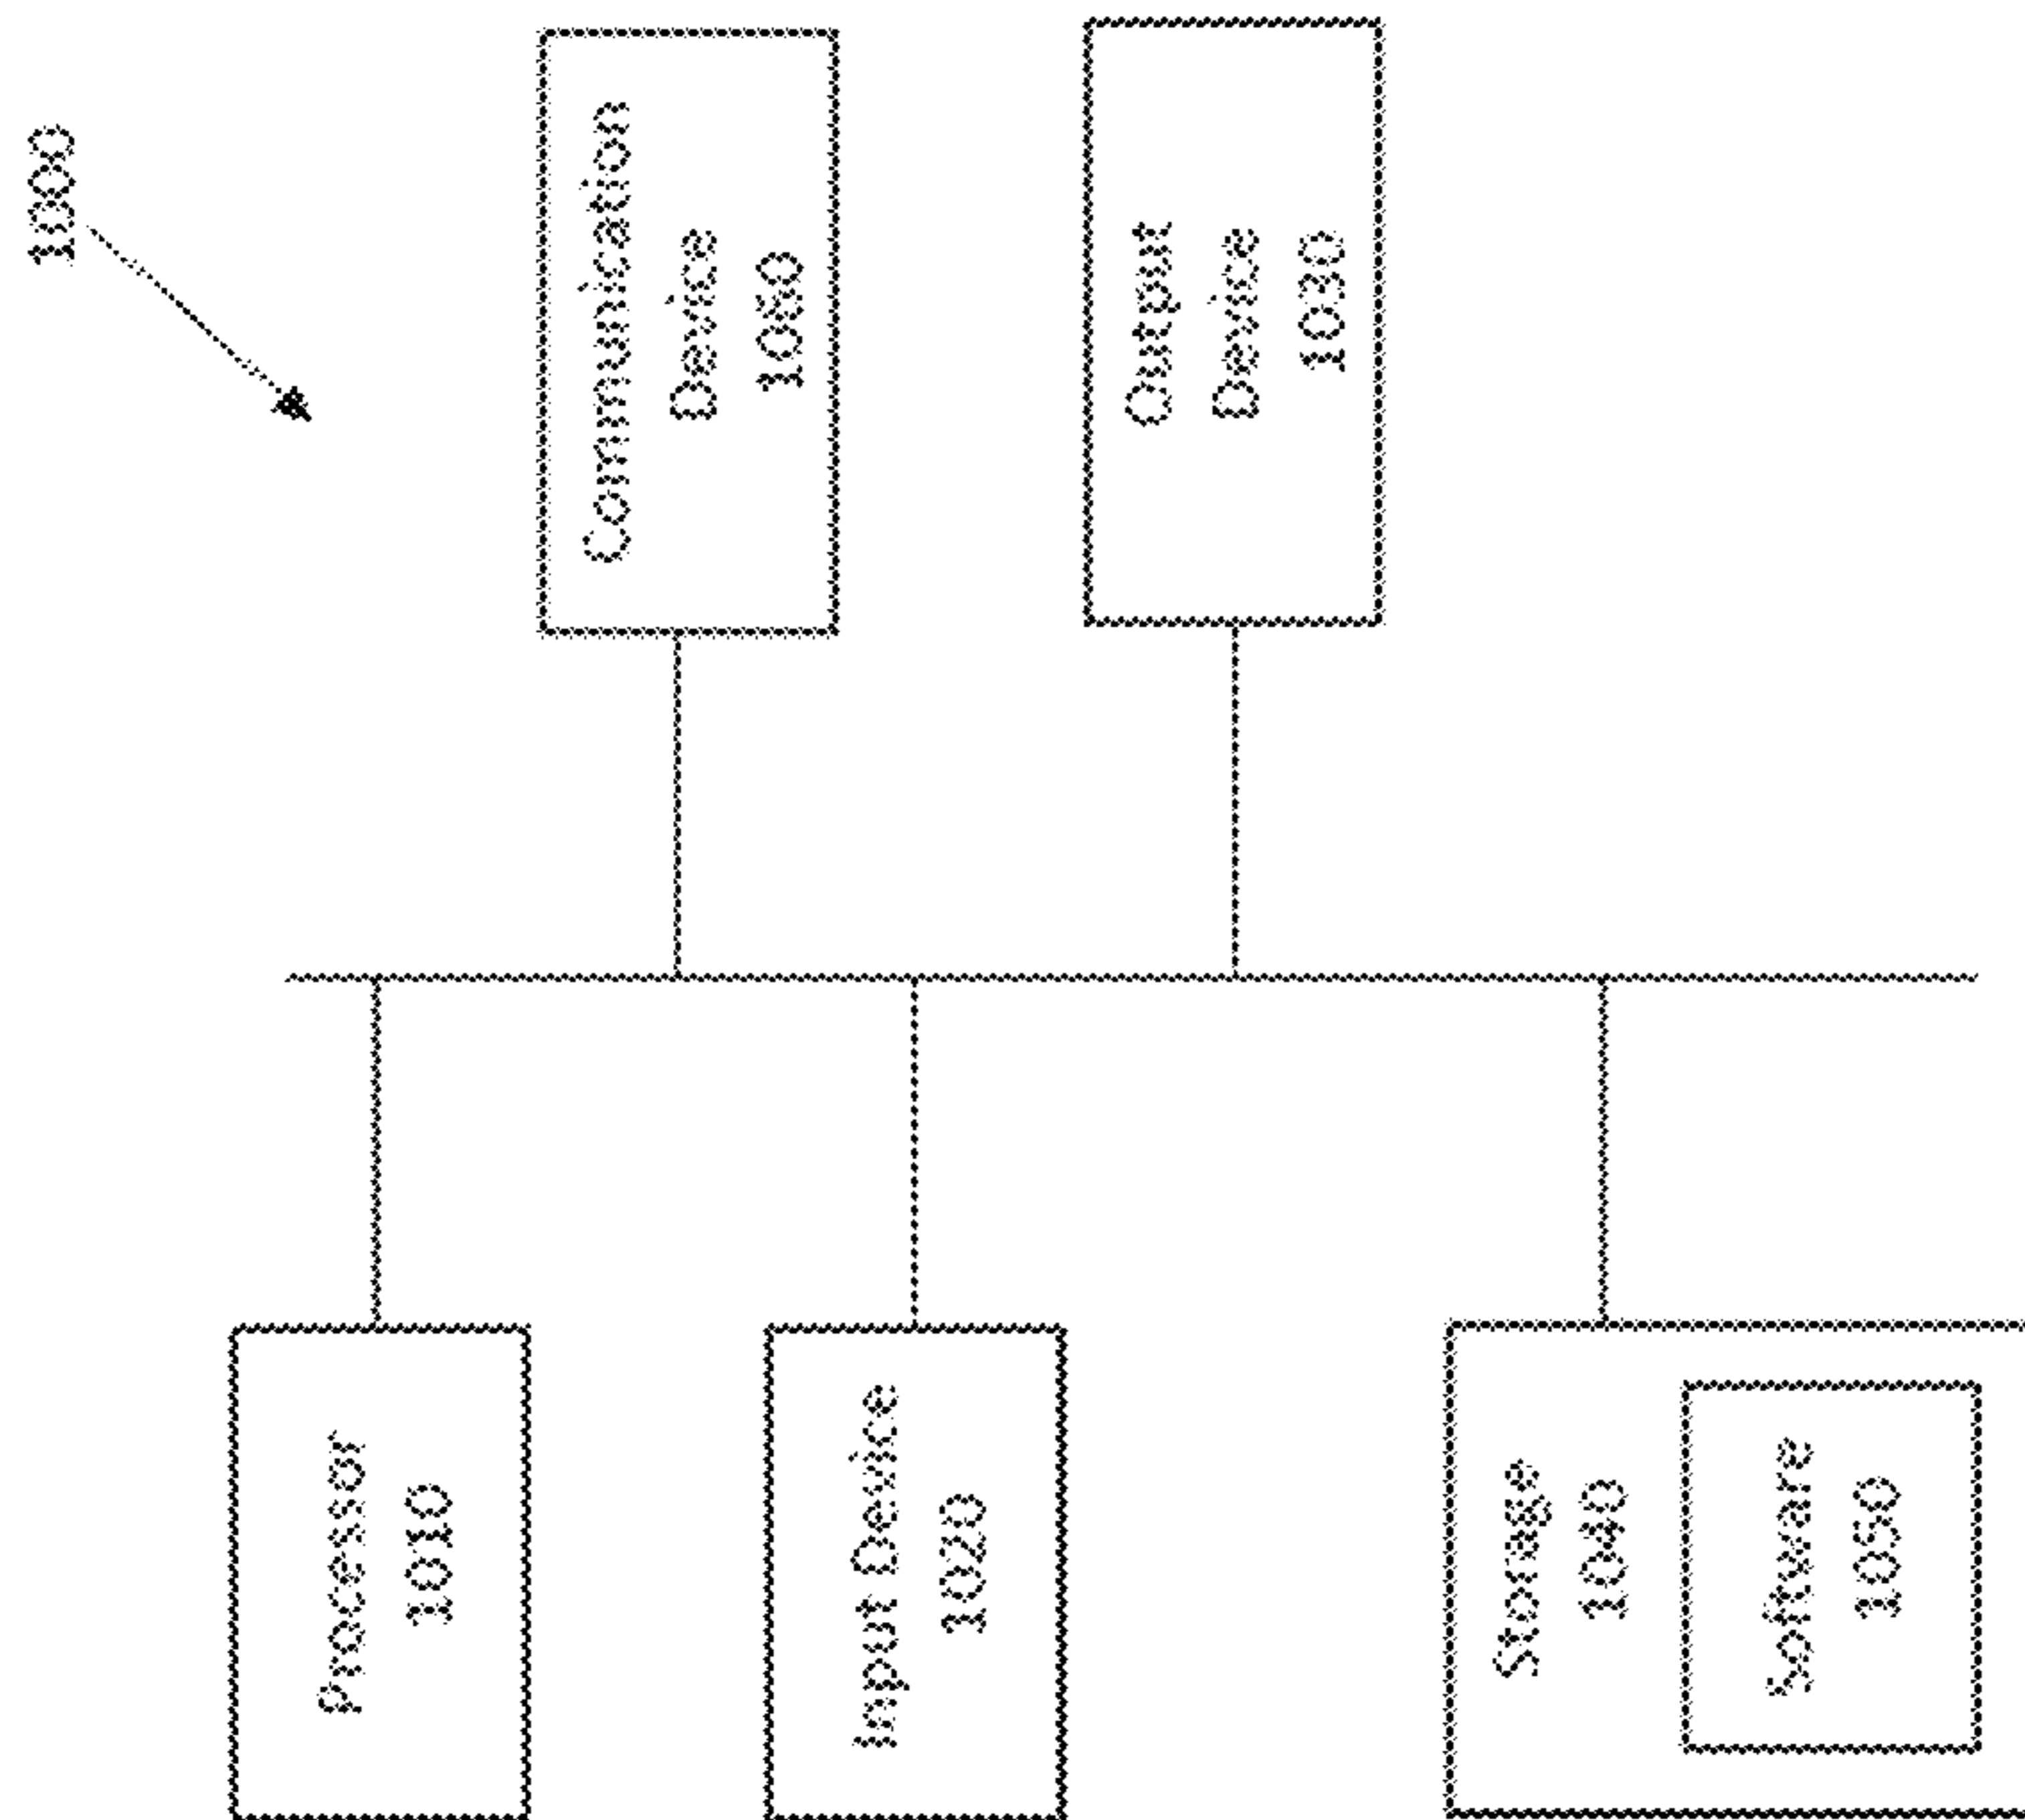 1000
Communication
Device
1060
Output
Device
1030
Processor
1010
Input Device
1020
Storage
1040
Software
1050